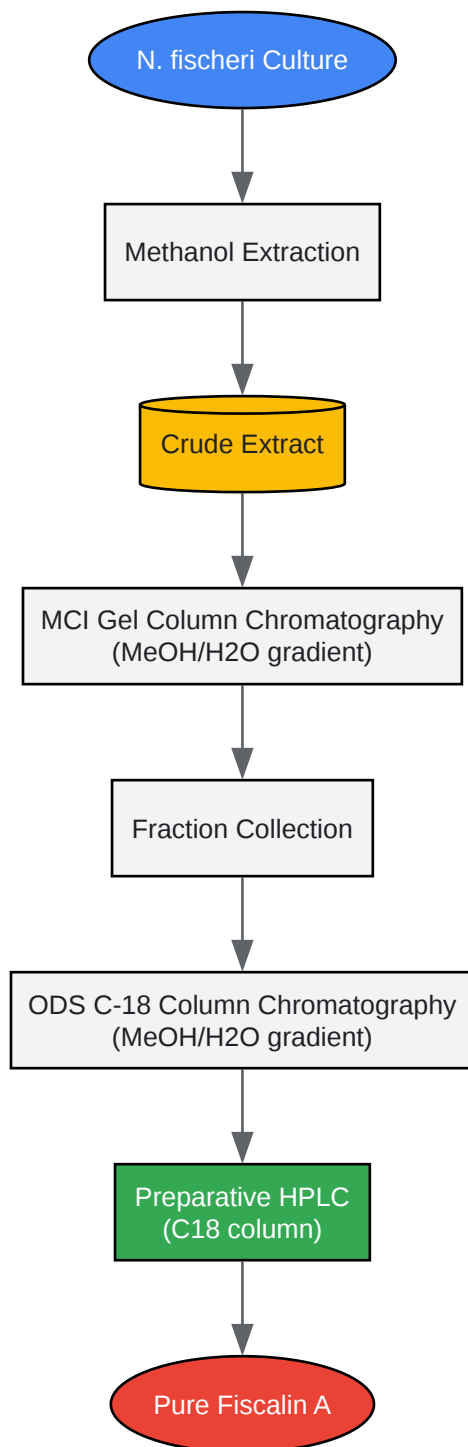 N. fischeri Culture
Methanol Extraction
Crude Extract
MCI Gel Column Chromatography
(MeOH/H2O gradient)
Fraction Collection
ODS C-18 Column Chromatography
(MeOH/H2O gradient)
Preparative HPLC
(C18 column)
Pure Fiscalin A